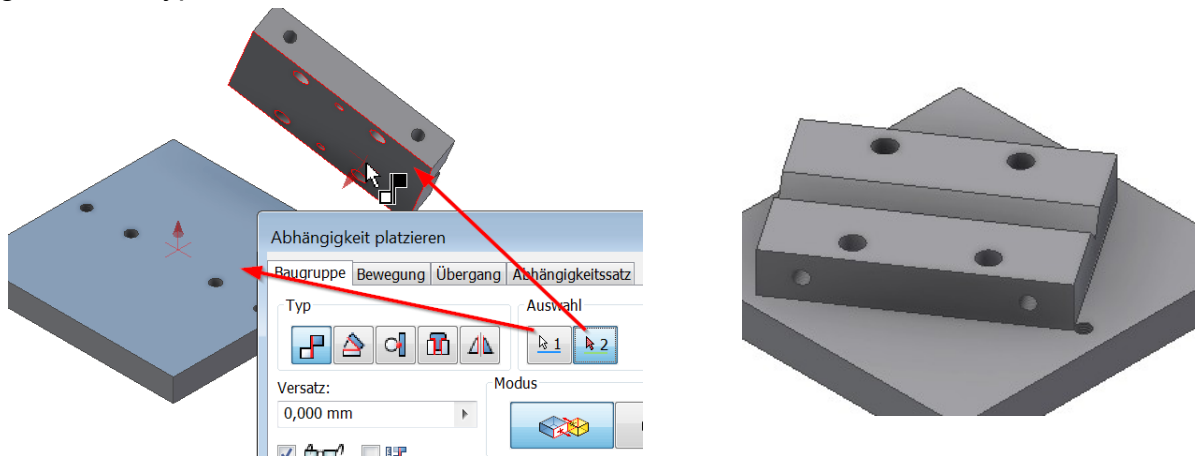 Abhängigkeit platzieren
Baugruppe Bewegung Übergang Abhängigkeitssatz
Typ Auswahl
1 2
Versatz: Modus
0,000 mm